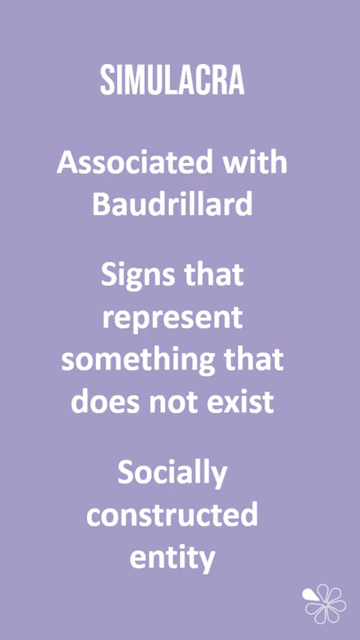 SIMULACRA
Associated with
Baudrillard
Signs that
represent
something that
does not exist
Socially
constructed
entity